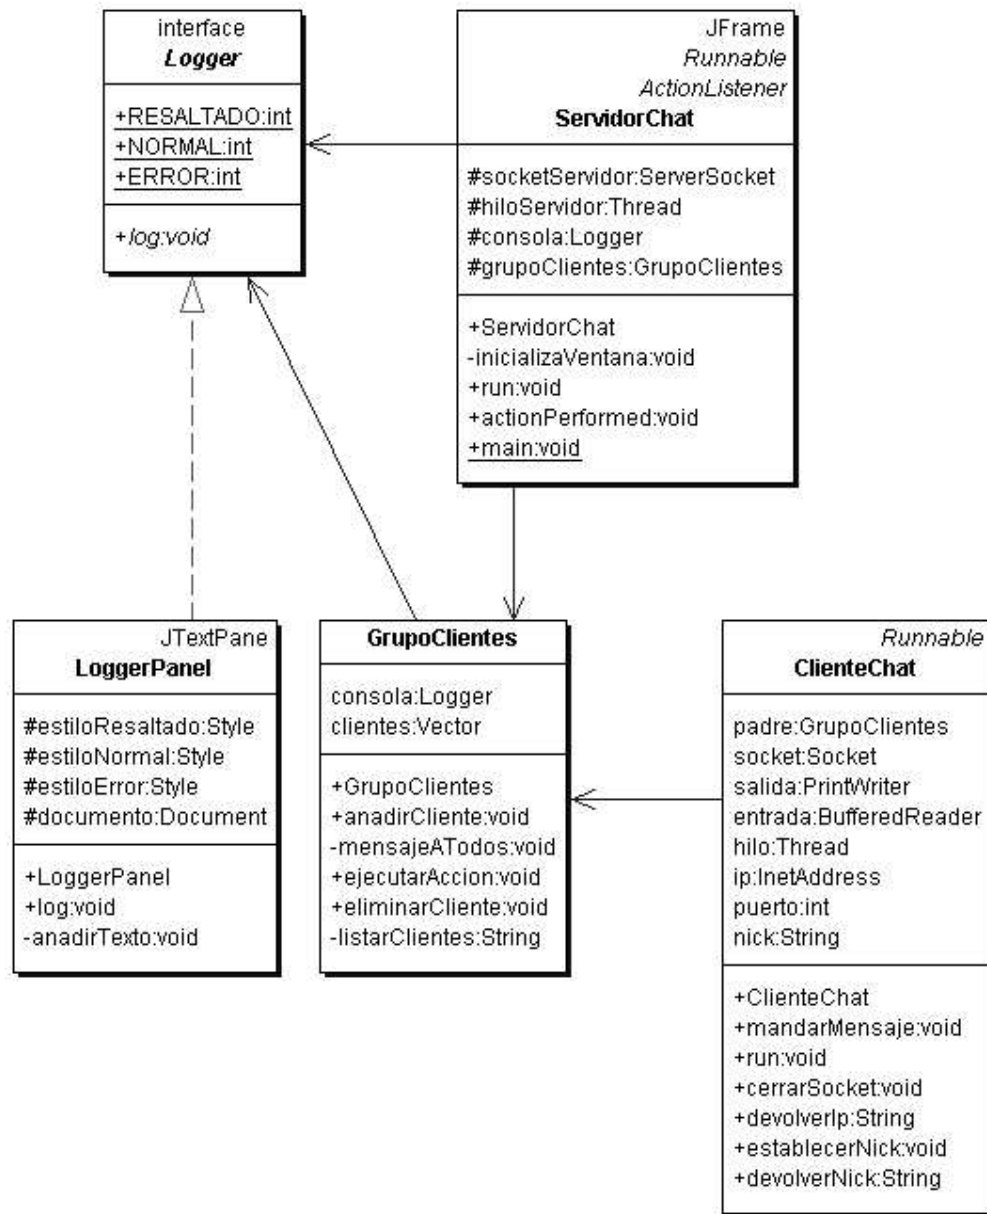 interface
Logger
+RESALTADO:int
+NORMAL:int
+ERROR:int
+log:void
JFrame
Runnable
ActionListener
ServidorChat
#socketServidor:ServerSocket
#hiloServidor:Thread
#consola:Logger
#grupoClientes:GrupoClientes
+ServidorChat
-inicializaVentana:void
+run:void
+actionPerformed:void
+main:void
JTextPane
LoggerPanel
#estiloResaltado:Style
#estiloNormal:Style
#estiloError:Style
#documento:Document
+LoggerPanel
+log:void
-anadirTexto:void
GrupoClientes
consola:Logger
clientes:Vector
+GrupoClientes
+anadirCliente:void
-mensajeATodos:void
+ejecutarAccion:void
+eliminarCliente:void
-listarClientes:String
Runnable
ClienteChat
padre:GrupoClientes
socket:Socket
salida:PrintWriter
entrada:BufferedReader
hilo:Thread
ip:InetAddress
puerto:int
nick:String
+ClienteChat
+mandarMensaje:void
+run:void
+cerrarSocket:void
+devolverIp:String
+establecerNick:void
+devolverNick:String